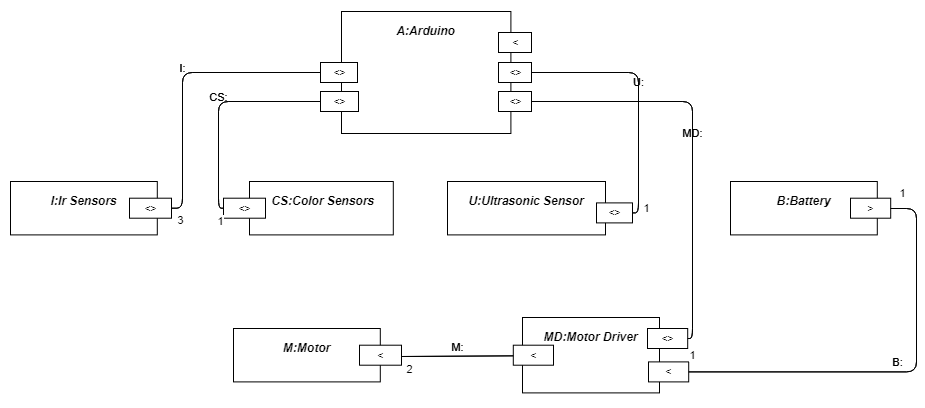 A:Arduino
<
I:
<>
<>
U:
CS:
<>
<>
MD:
I:Ir Sensors
<>
3
<>
1
CS:Color Sensors
U:Ultrasonic Sensor
<>
1
B:Battery
>
1
M:Motor
<
2
M:
<
MD:Motor Driver
<>
1
<
B: